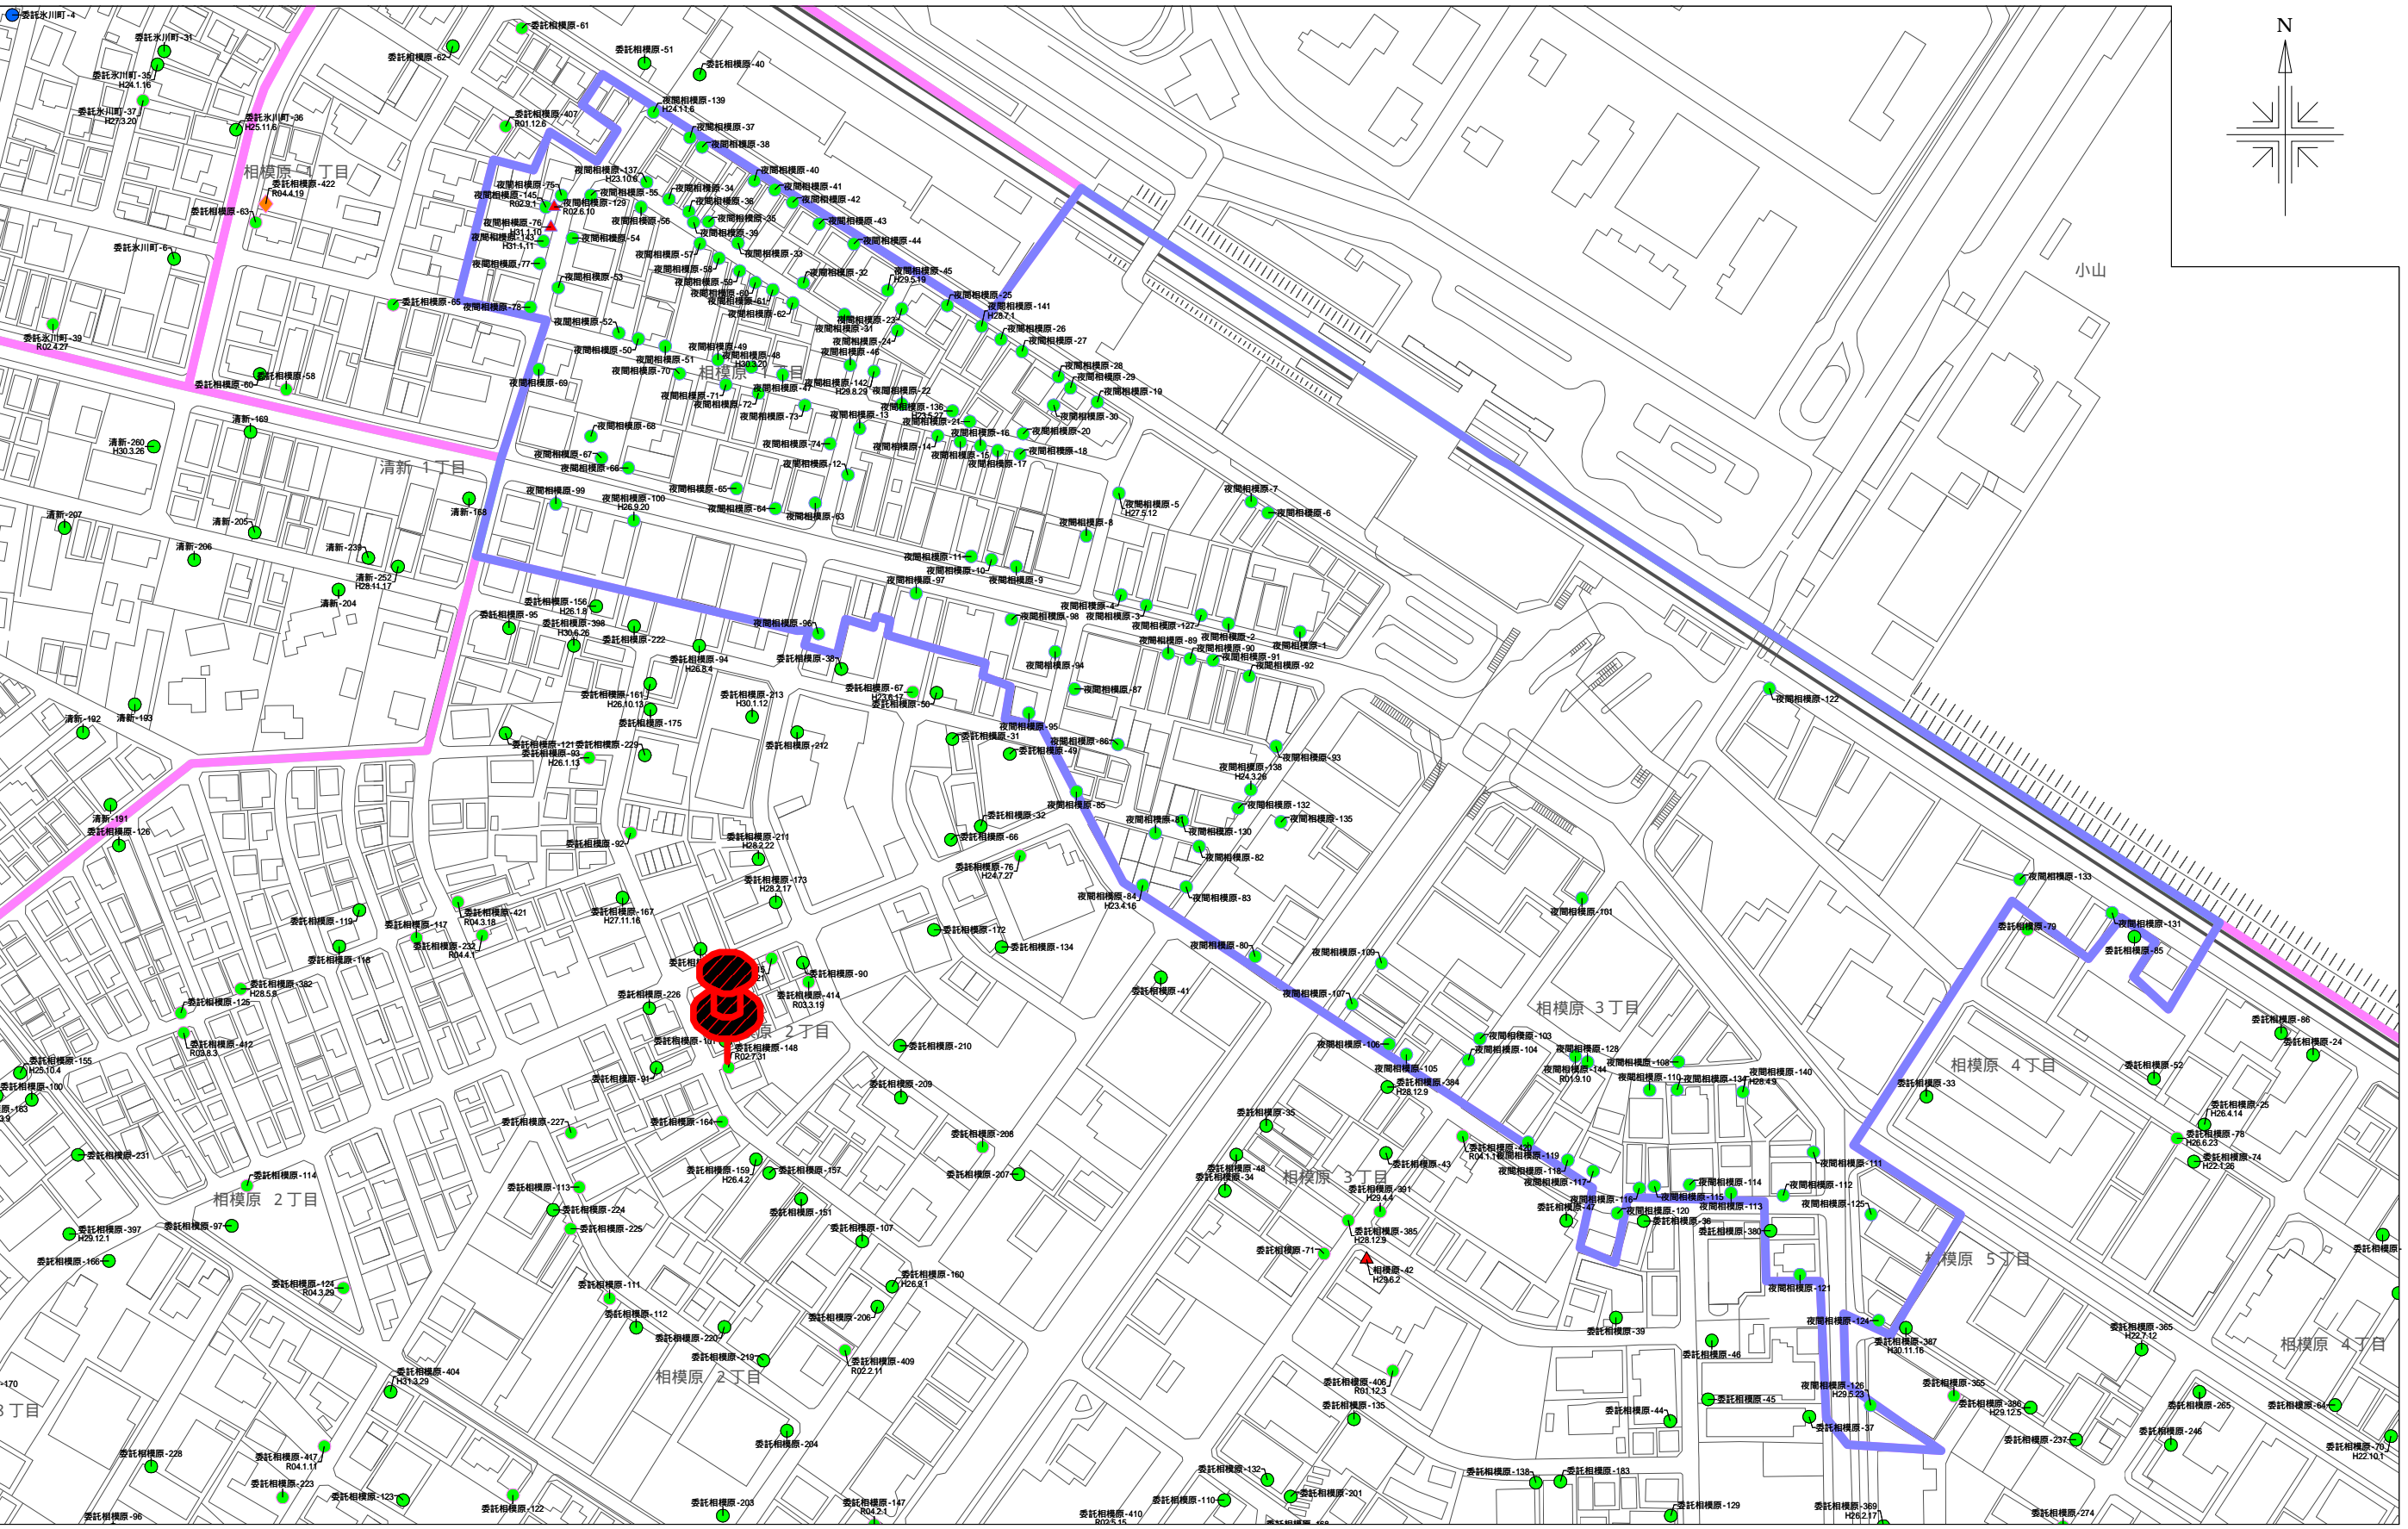 委託氷川町-4
委託氷川町-31
委託相模原-61
委託相模原-62
委託相模原-51
委託相模原-40
N
委託氷川町-35
H24.1.16
委託氷川町-37
H27.3.20
委託氷川町-36
H25.11.6
委託相模原-407
R01.12.6
夜間相模原-139
H24.11.6
夜間相模原-37
夜間相模原-38
相模原 1丁目
委託相模原-422
R04.4.19
委託相模原-63
委託氷川町-6
夜間相模原-137
H23.10.6
夜間相模原-75
夜間相模原-145
R02.9.1
夜間相模原-55
夜間相模原-129
R02.6.10
夜間相模原-56
夜間相模原-34
夜間相模原-36
夜間相模原-35
夜間相模原-40
夜間相模原-41
夜間相模原-42
夜間相模原-43
夜間相模原-44
夜間相模原-76
H31.1.10
夜間相模原-143
H31.1.11
夜間相模原-54
夜間相模原-39
夜間相模原-33
夜間相模原-57
夜間相模原-58
夜間相模原-77
夜間相模原-53
夜間相模原-59
夜間相模原-60
夜間相模原-61
夜間相模原-62
夜間相模原-32
夜間相模原-45
H29.5.19
夜間相模原-25
夜間相模原-141
H28.7.1
小山
委託相模原-65
夜間相模原-78
夜間相模原-52
夜間相模原-50
夜間相模原-51
夜間相模原-31
夜間相模原-23
夜間相模原-24
夜間相模原-26
夜間相模原-27
委託氷川町-39
R02.4.27
委託相模原-60
委託相模原-58
夜間相模原-69
夜間相模原-49
夜間相模原-48
H30.3.20
夜間相模原-70
相模原 1丁目
夜間相模原-46
夜間相模原-142
H29.8.29
夜間相模原-71
夜間相模原-72
夜間相模原-47
夜間相模原-73
夜間相模原-22
夜間相模原-28
夜間相模原-29
夜間相模原-19
夜間相模原-30
夜間相模原-136
H23.5.27
夜間相模原-21
夜間相模原-13
夜間相模原-74
夜間相模原-14
夜間相模原-16
夜間相模原-15
夜間相模原-17
夜間相模原-20
夜間相模原-18
清新-169
清新-260
H30.3.26
清新 1丁目
夜間相模原-68
夜間相模原-67
夜間相模原-66
夜間相模原-12
夜間相模原-65
夜間相模原-64
夜間相模原-63
夜間相模原-99
夜間相模原-100
H26.9.20
清新-168
清新-207
清新-205
清新-206
清新-239
清新-252
H28.11.17
清新-204
夜間相模原-5
H27.5.12
夜間相模原-7
夜間相模原-6
夜間相模原-8
夜間相模原-11
夜間相模原-10
夜間相模原-9
夜間相模原-97
夜間相模原-98
夜間相模原-4
夜間相模原-3
夜間相模原-127
夜間相模原-2
夜間相模原-1
委託相模原-156
H26.1.8
委託相模原-95
委託相模原-398
H30.6.26
委託相模原-222
夜間相模原-96
委託相模原-94
H26.8.4
委託相模原-38
夜間相模原-94
夜間相模原-89
夜間相模原-90
夜間相模原-91
夜間相模原-92
夜間相模原-87
委託相模原-161
H26.10.13
委託相模原-175
委託相模原-213
H30.1.12
委託相模原-67
H23.6.17
委託相模原-50
夜間相模原-95
夜間相模原-122
清新-193
清新-192
委託相模原-121
委託相模原-229
委託相模原-93
H26.1.13
委託相模原-212
委託相模原-31
委託相模原-49
夜間相模原-86
夜間相模原-93
夜間相模原-138
H24.3.26
夜間相模原-85
夜間相模原-132
夜間相模原-135
夜間相模原-81
夜間相模原-130
夜間相模原-82
夜間相模原-83
清新-191
委託相模原-126
委託相模原-92
委託相模原-211
H28.2.22
委託相模原-32
委託相模原-66
委託相模原-76
H24.7.27
委託相模原-173
H28.2.17
夜間相模原-84
H23.4.16
委託相模原-119
委託相模原-118
委託相模原-117
委託相模原-421
R04.3.18
委託相模原-232
R04.4.1
委託相模原-167
H27.11.16
委託相模原-172
委託相模原-134
夜間相模原-80
夜間相模原-109
夜間相模原-101
夜間相模原-133
夜間相模原-131
委託相模原-79
委託相模原-85
委託相模原-90
委託相模原-414
R03.3.19
委託相模原-382
H28.5.9
委託相模原-125
委託相模原-412
R03.8.3
委託相模原-226
委託相模原-101
委託相模原-148
R02.7.31
委託相模原-91
委託相模原-210
委託相模原-41
夜間相模原-107
相模原 3丁目
夜間相模原-106
夜間相模原-105
夜間相模原-103
夜間相模原-104
夜間相模原-128
夜間相模原-144
R01.9.10
夜間相模原-108
夜間相模原-110
夜間相模原-134
夜間相模原-140
H28.4.9
相模原 4丁目
委託相模原-86
委託相模原-24
委託相模原-52
委託相模原-33
委託相模原-25
H26.4.14
委託相模原-78
H26.6.23
委託相模原-74
H22.1.26
委託相模原-155
H25.10.4
委託相模原-100
委託相模原-231
委託相模原-227
委託相模原-164
委託相模原-209
委託相模原-208
委託相模原-207
委託相模原-384
H28.12.9
委託相模原-35
委託相模原-48
委託相模原-34
委託相模原-43
委託相模原-420
夜間相模原-119
夜間相模原-118
夜間相模原-117
夜間相模原-111
委託相模原-114
相模原 2丁目
委託相模原-159
H26.4.2
委託相模原-157
委託相模原-151
委託相模原-113
委託相模原-224
委託相模原-225
委託相模原-107
相模原 3丁目
委託相模原-391
H29.4.4
委託相模原-385
H28.12.9
委託相模原-71
相模原-42
H29.6.2
委託相模原-47
夜間相模原-116
夜間相模原-115
夜間相模原-114
夜間相模原-113
夜間相模原-112
夜間相模原-120
委託相模原-36
委託相模原-380
夜間相模原-125
夜間相模原-121
相模原 5丁目
委託相模原-397
H29.12.1
委託相模原-97
委託相模原-166
委託相模原-124
R04.3.29
委託相模原-111
委託相模原-112
委託相模原-160
H26.9.1
委託相模原-206
委託相模原-220
委託相模原-219
委託相模原-409
R02.2.11
相模原 2丁目
委託相模原-39
委託相模原-46
夜間相模原-124
委託相模原-387
H30.11.16
委託相模原-365
H22.7.12
相模原 4丁目
委託相模原-404
H31.3.29
委託相模原-406
R01.12.3
委託相模原-135
委託相模原-45
委託相模原-44
夜間相模原-126
H29.5.23
委託相模原-37
委託相模原-355
委託相模原-386
H29.12.5
委託相模原-237
委託相模原-265
委託相模原-246
委託相模原-64
委託相模原-70
H22.10.1
委託相模原-228
委託相模原-417
R04.1.11
委託相模原-223
委託相模原-123
委託相模原-122
委託相模原-204
委託相模原-203
委託相模原-147
R04.2.1
委託相模原-132
委託相模原-110
委託相模原-201
委託相模原-138
委託相模原-183
委託相模原-129
委託相模原-369
H26.2.17
委託相模原-274
委託相模原-96
委託相模原-410
R02.5.15